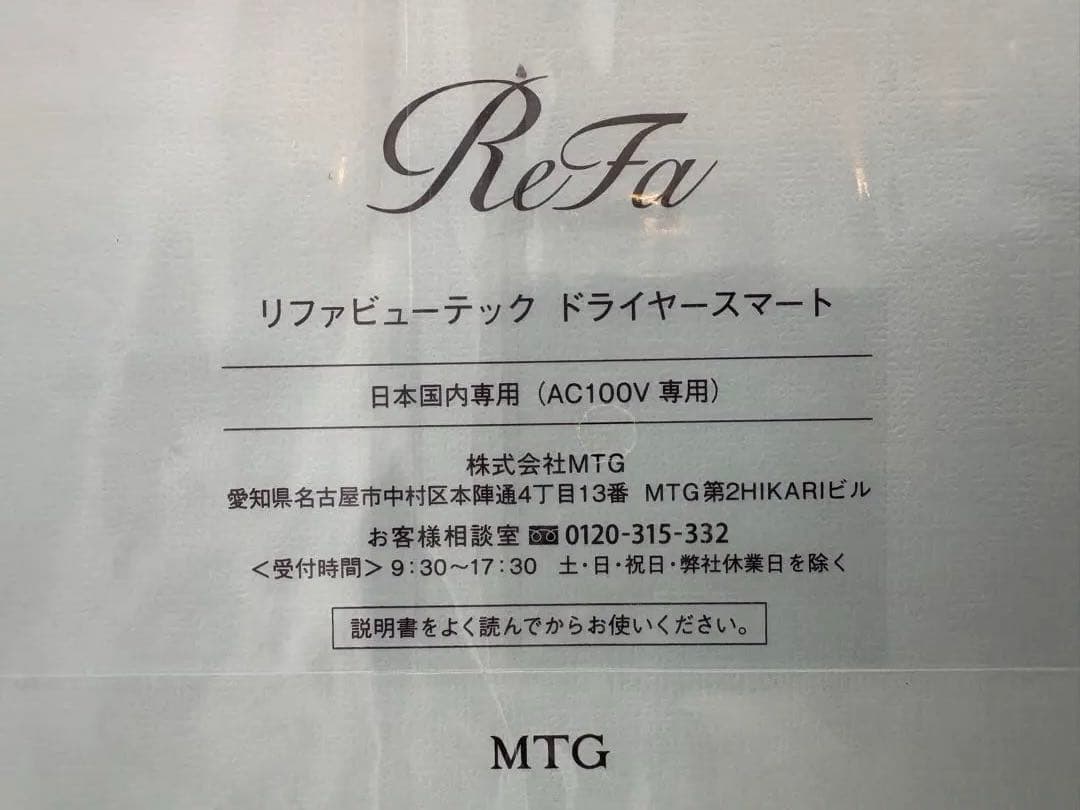 ReFa
リファビューテック ドライヤースマート
日本国内専用（AC100V 専用）
株式会社MTG
愛知県名古屋市中村区本陣通4丁目13番 MTG第2HIKARIビル
お客様相談室 0120-315-332
＜受付時間＞9:30〜17:30 土・日・祝日・弊社休業日を除く
説明書をよく読んでからお使いください。
MTG